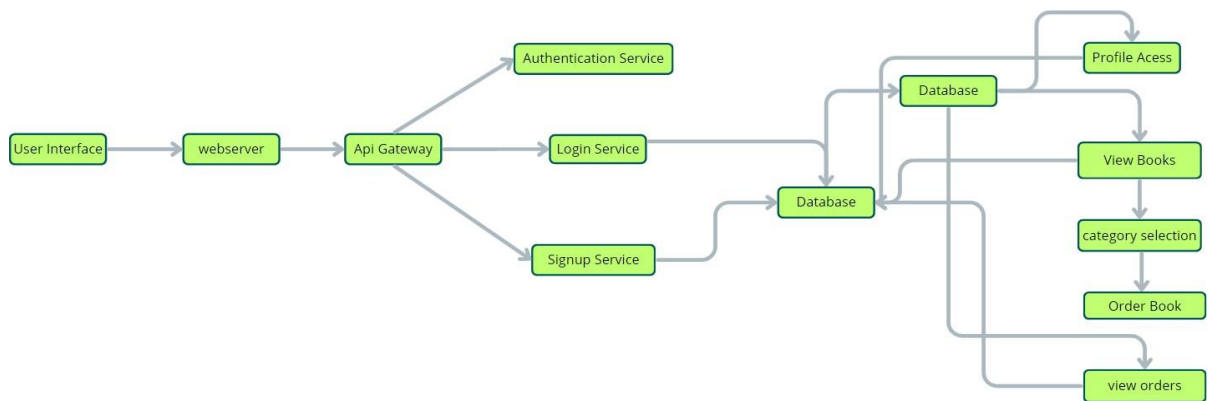 User Interface
webserver
Api Gateway
Authentication Service
Login Service
Signup Service
Database
Database
Profile Acess
View Books
category selection
Order Book
view orders